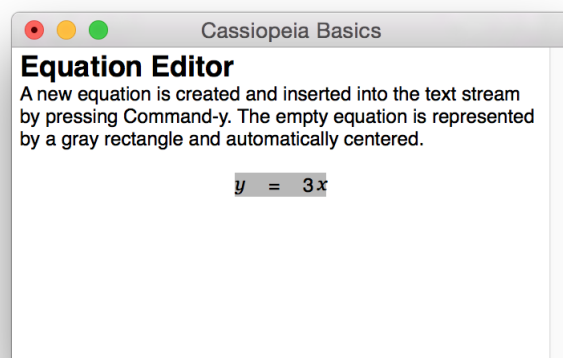 Cassiopeia Basics
Equation Editor
A new equation is created and inserted into the text stream
by pressing Command-y. The empty equation is represented
by a gray rectangle and automatically centered.
y = 3x